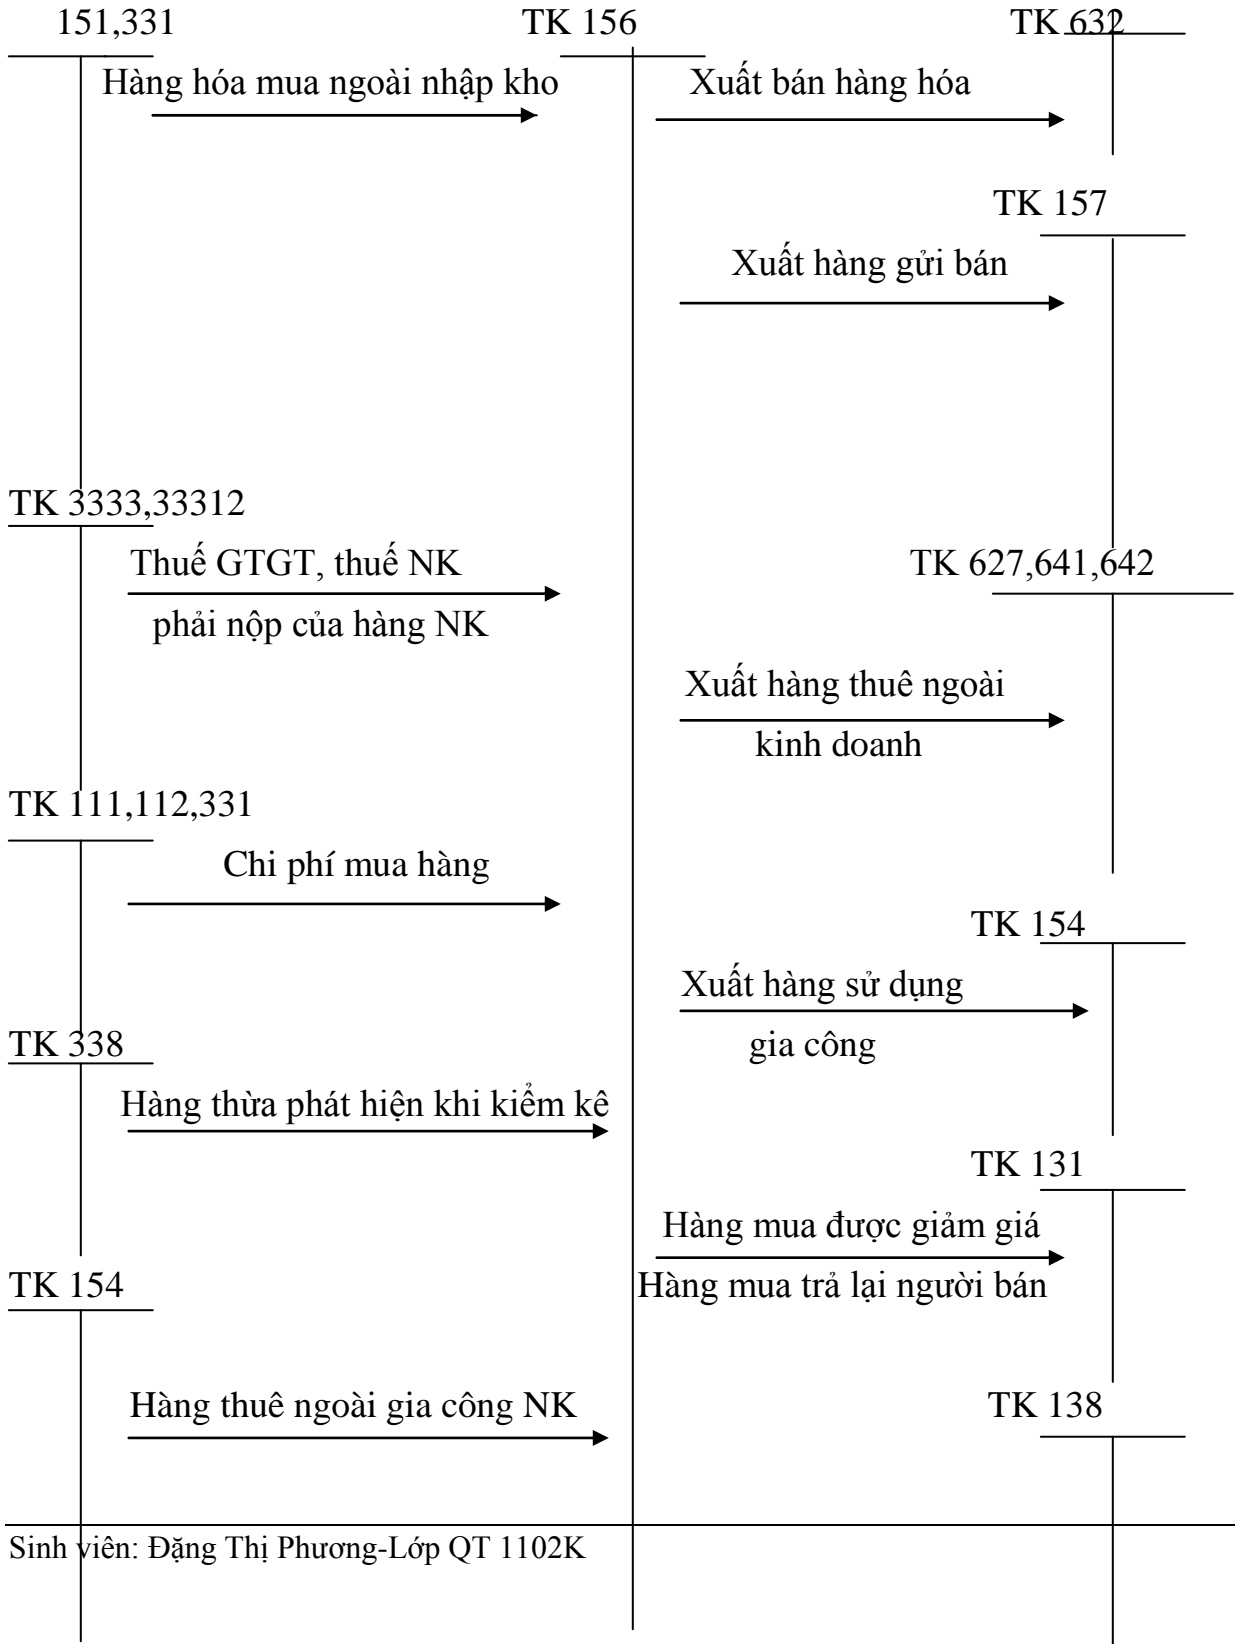 151,331 TK 156 TK 632
Hàng hóa mua ngoài nhập kho Xuất bán hàng hóa
TK 157
Xuất hàng gửi bán
TK 3333,33312
Thuế GTGT, thuế NK TK 627,641,642
phải nộp của hàng NK
Xuất hàng thuê ngoài
kinh doanh
TK 111,112,331
Chi phí mua hàng
TK 154
Xuất hàng sử dụng
TK 338 gia công
Hàng thừa phát hiện khi kiểm kê
TK 131
Hàng mua được giảm giá
TK 154 Hàng mua trả lại người bán
Hàng thuê ngoài gia công NK TK 138
Sinh viên: Đặng Thị Phương-Lớp QT 1102K